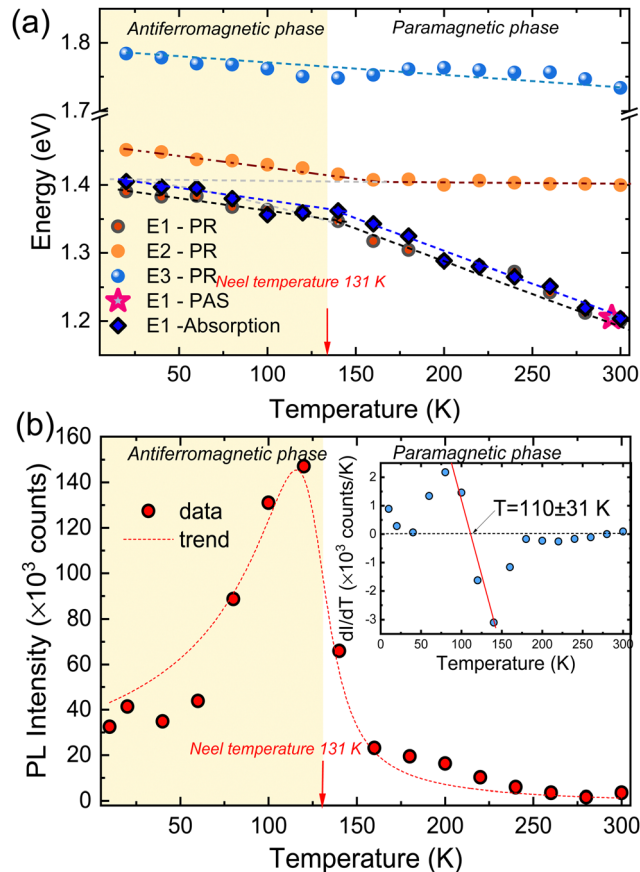 (a)
Antiferromagnetic phase
Paramagnetic phase
1.8
1.7
1.4
1.3
1.2
Energy (eV)
E1 - PR
E2 - PR
E3 - PR
E1 - PAS
E1 -Absorption
Neel temperature 131 K
50 100 150 200 250 300
Temperature (K)
(b)
Antiferromagnetic phase
Paramagnetic phase
160
140
120
100
80
60
40
20
0
PL Intensity (×10³ counts)
data
trend
Neel temperature 131 K
2
1
0
-1
-2
-3
dI/dT (×10³ counts/K)
T=110±31 K
0 50 100 150 200 250 300
Temperature (K)
50 100 150 200 250 300
Temperature (K)